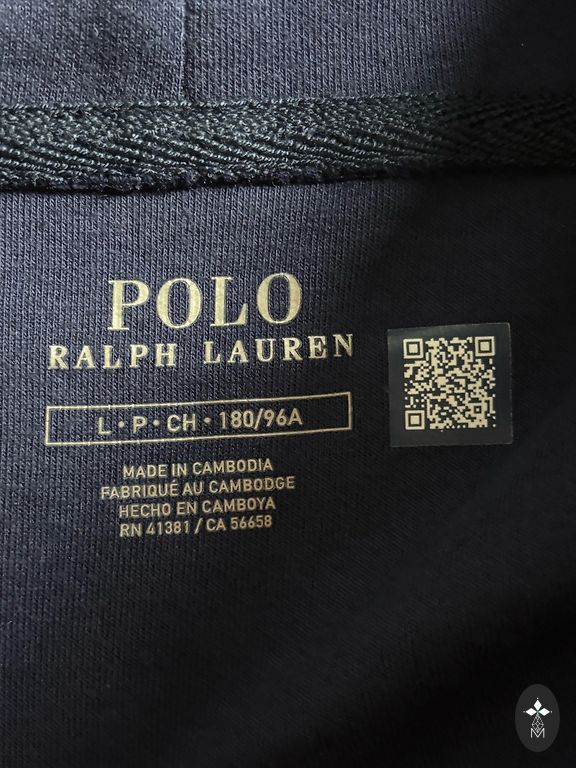 POLO
RALPH LAUREN
L • P • CH • 180/96A
MADE IN CAMBODIA
FABRIQUÉ AU CAMBODGE
HECHO EN CAMBOYA
RN 41381 / CA 56658
M